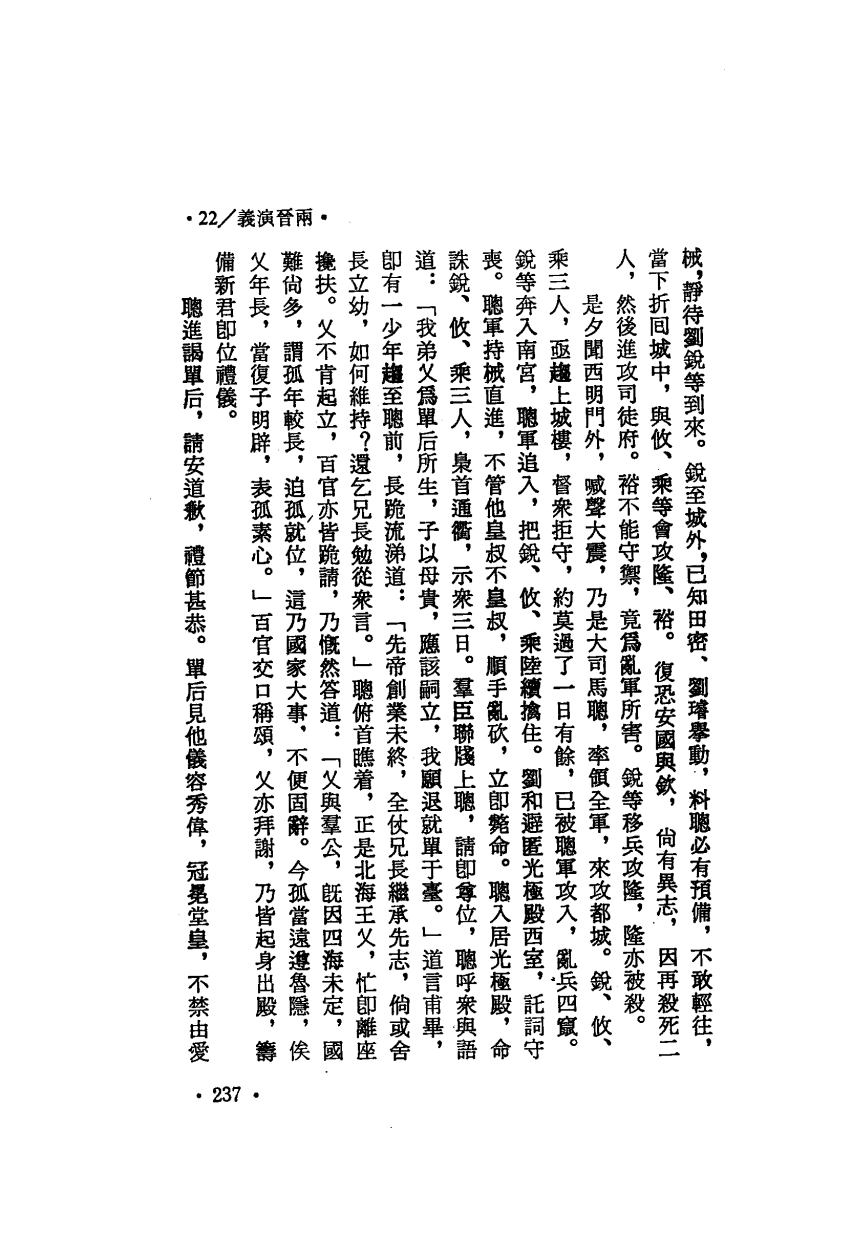 •22／義演晉兩•
械，靜待劉銳等到來。銳至城外，已知田密、劉璿擧動，料聰必有預備，不敢輕往，
當下折回城中，與攸、乘等會攻隆、裕。復恐安國與欽，尙有異志，因再殺死二
人，然後進攻司徒府。裕不能守禦，竟爲亂軍所害。銳等移兵攻隆，隆亦被殺。
是夕聞西明門外，喊聲大震，乃是大司馬聰，率領全軍，來攻都城。銳、攸、
乘三人，亟趨上城樓，督衆拒守，約莫過了一日有餘，已被聰軍攻入，亂兵四竄。
銳等奔入南宮，聰軍追入，把銳、攸、乘陸續擒住。劉和避匿光極殿西室，託詞守
喪。聰軍持械直進，不管他皇叔不皇叔，順手亂砍，立卽斃命。聰入居光極殿，命
誅銳、攸、乘三人，梟首通衢，示衆三日。羣臣聯牋上聰，請卽尊位，聰呼衆與語
道：「我弟乂爲單后所生，子以母貴，應該嗣立，我願退就單于臺。」道言甫畢，
卽有一少年趨至聰前，長跪流涕道：「先帝創業未終，全仗兄長繼承先志，倘或舍
長立幼，如何維持？還乞兄長勉從衆言。」聰俯首瞧着，正是北海王乂，忙卽離座
攙扶。乂不肯起立，百官亦皆跪請，乃慨然答道：「乂與羣公，旣因四海未定，國
難尙多，謂孤年較長，迫孤就位，這乃國家大事，不便固辭。今孤當遠遵魯隱，俟
乂年長，當復子明辟，表孤素心。」百官交口稱頌，乂亦拜謝，乃皆起身出殿，籌
備新君卽位禮儀。
聰進謁單后，請安道歉，禮節甚恭。單后見他儀容秀偉，冠冕堂皇，不禁由愛
•237•